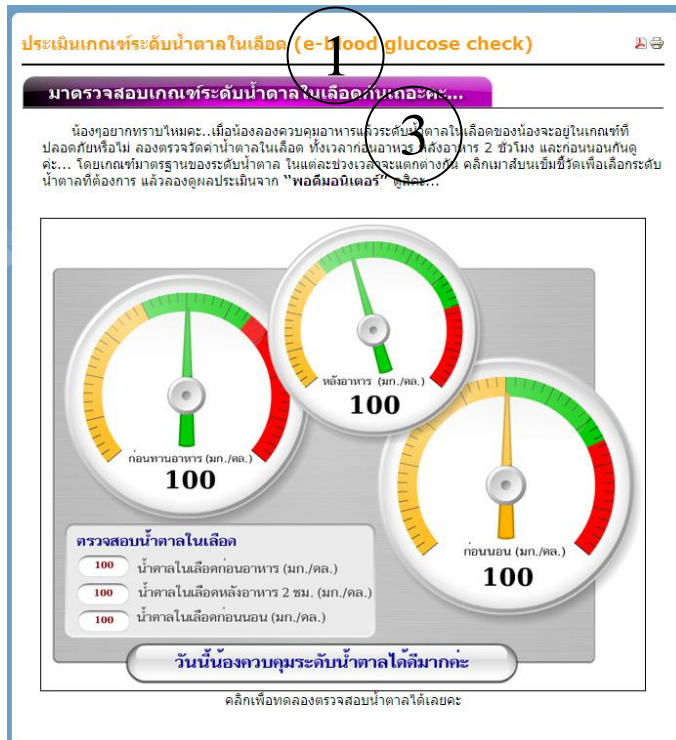 ประเมินเกณฑ์ระดับน้ำตาลในเลือด (e-blood glucose check)
1
มาตรวจสอบเกณฑ์ระดับน้ำตาลในเลือดกันเถอะคะ...
3
น้องๆอยากทราบไหมคะ..เมื่อน้องลองควบคุมอาหารแล้วระดับน้ำตาลในเลือดของน้องจะอยู่ในเกณฑ์ที่
ปลอดภัยหรือไม่ ลองตรวจวัดค่าน้ำตาลในเลือด ทั้งเวลาก่อนอาหาร หลังอาหาร 2 ชั่วโมง และก่อนนอนกันดู
ค่ะ... โดยเกณฑ์มาตรฐานของระดับน้ำตาล ในแต่ละช่วงเวลาจะแตกต่างกัน คลิกเมาส์บนเข็มชี้วัดเพื่อเลือกระดับ
น้ำตาลที่ต้องการ แล้วลองดูผลประเมินจาก "พอดีมอนิเตอร์" ดูสิคะ...
หลังอาหาร (มก./ดล.)
100
ก่อนทานอาหาร (มก./ดล.)
100
ก่อนนอน (มก./ดล.)
100
ตรวจสอบน้ำตาลในเลือด
100 น้ำตาลในเลือดก่อนอาหาร (มก./ดล.)
100 น้ำตาลในเลือดหลังอาหาร 2 ชม. (มก./ดล.)
100 น้ำตาลในเลือดก่อนนอน (มก./ดล.)
วันนี้น้องควบคุมระดับน้ำตาลได้ดีมากค่ะ
คลิกเพื่อทดลองตรวจสอบน้ำตาลได้เลยคะ